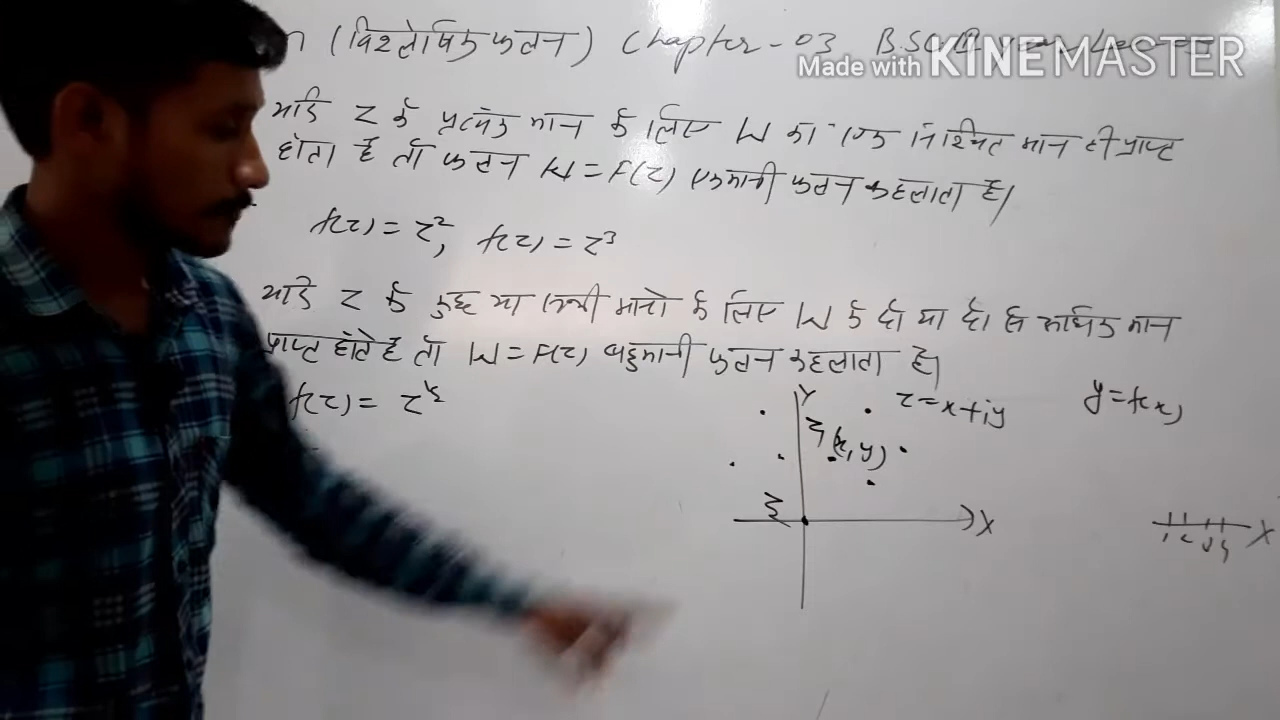 (विश्लेषिक फलन) Chapter-03 B.SC
Made with KINEMASTER
यदि Z के प्रत्येक मान के लिए W का एक निश्चित मान ही प्राप्त
होता है तो फलन W=F(Z) एकमानी फलन कहलाता है।
f(z) = z², f(z) = z³
यदि Z के कुछ या सभी मानो के लिए W के दो या दो से अधिक मान
प्राप्त होते है तो W=F(Z) बहुमानी फलन कहलाता है।
f(z) = z^½
Y
z=x+iy
y=f(x)
(x, y)
X
X